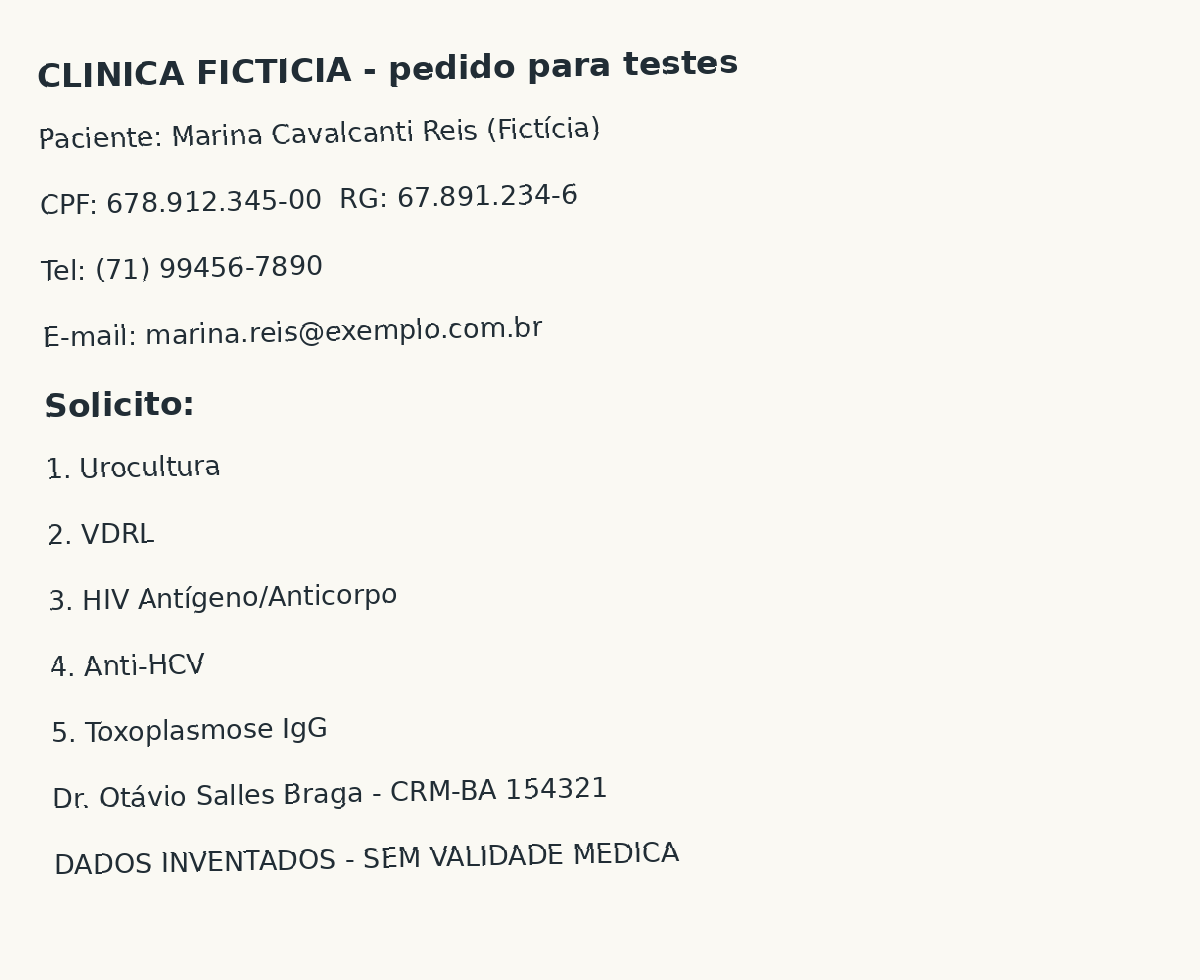 CLINICA FICTICIA - pedido para testes
Paciente: Marina Cavalcanti Reis (Fictícia)
CPF: 678.912.345-00  RG: 67.891.234-6
Tel: (71) 99456-7890
E-mail: marina.reis@exemplo.com.br
Solicito:
1. Urocultura
2. VDRL
3. HIV Antígeno/Anticorpo
4. Anti-HCV
5. Toxoplasmose IgG
Dr. Otávio Salles Braga - CRM-BA 154321
DADOS INVENTADOS - SEM VALIDADE MEDICA